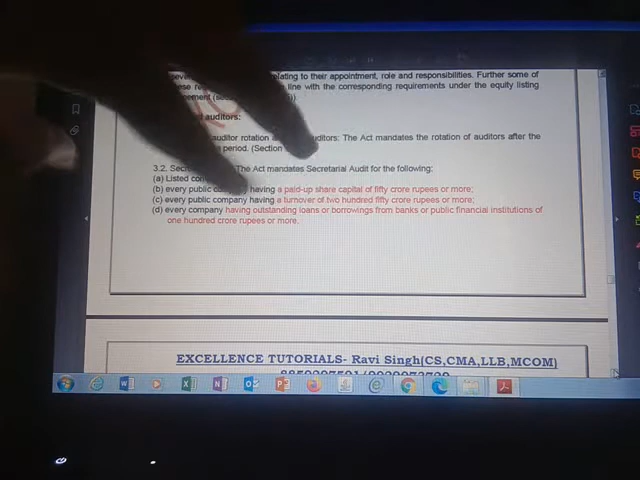 lating to their appointment, role and responsibilities. Further some of
line with the corresponding requirements under the equity listing
auditors:
auditor rotation uditors: The Act mandates the rotation of auditors after the
period. (Section
3.2. The Act mandates Secretarial Audit for the following:
(a) Listed
(b) every public having a paid-up share capital of fifty crore rupees or more;
(c) every public company having a turnover of two hundred fifty crore rupees or more;
(d) every company having outstanding loans or borrowings from banks or public financial institutions of
one hundred crore rupees or more.
EXCELLENCE TUTORIALS- Ravi Singh(CS,CMA,LLB,MCOM)